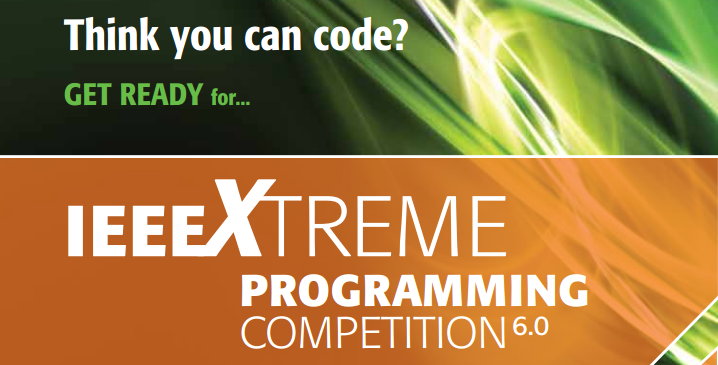 Think you can code?
GET READY for...
IEEEXTREME
PROGRAMMING
COMPETITION 6.0